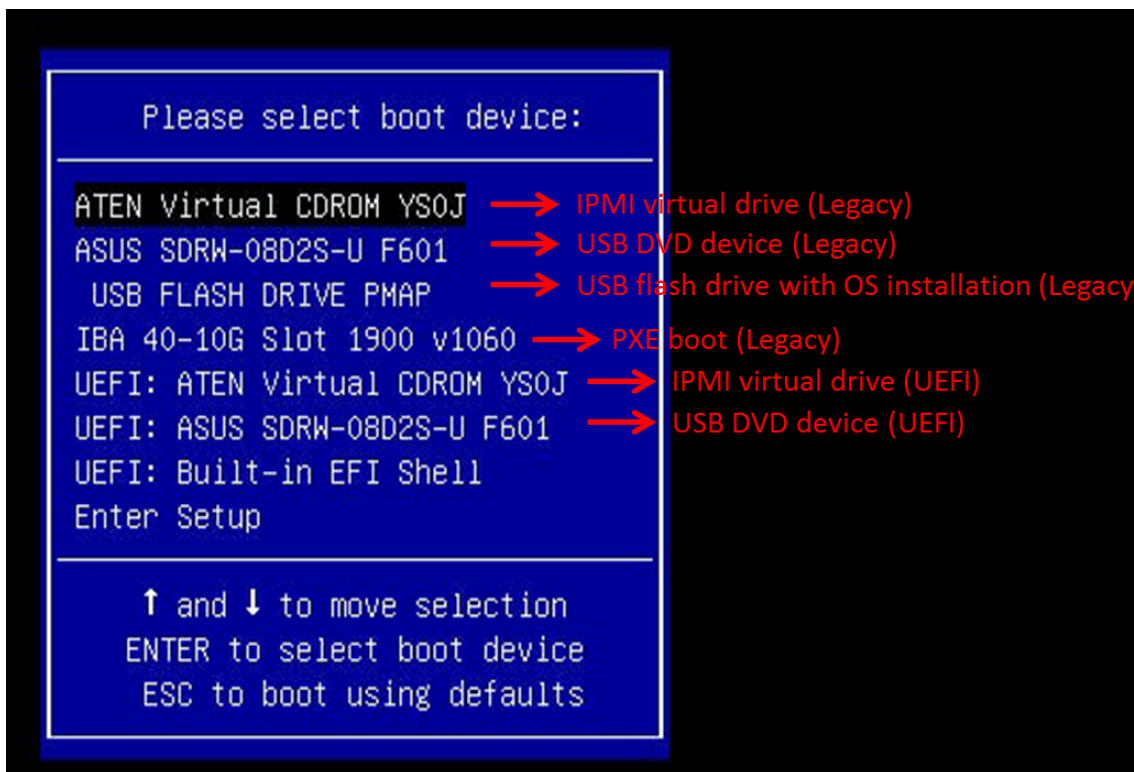 Please select boot device:
ATEN Virtual CDROM YS0J IPMI virtual drive (Legacy)
ASUS SDRW-08D2S-U F601 USB DVD device (Legacy)
USB FLASH DRIVE PMAP USB flash drive with OS installation (Legacy
IBA 40-10G Slot 1900 v1060 PXE boot (Legacy)
UEFI: ATEN Virtual CDROM YS0J IPMI virtual drive (UEFI)
UEFI: ASUS SDRW-08D2S-U F601 USB DVD device (UEFI)
UEFI: Built-in EFI Shell
Enter Setup
↑ and ↓ to move selection
ENTER to select boot device
ESC to boot using defaults